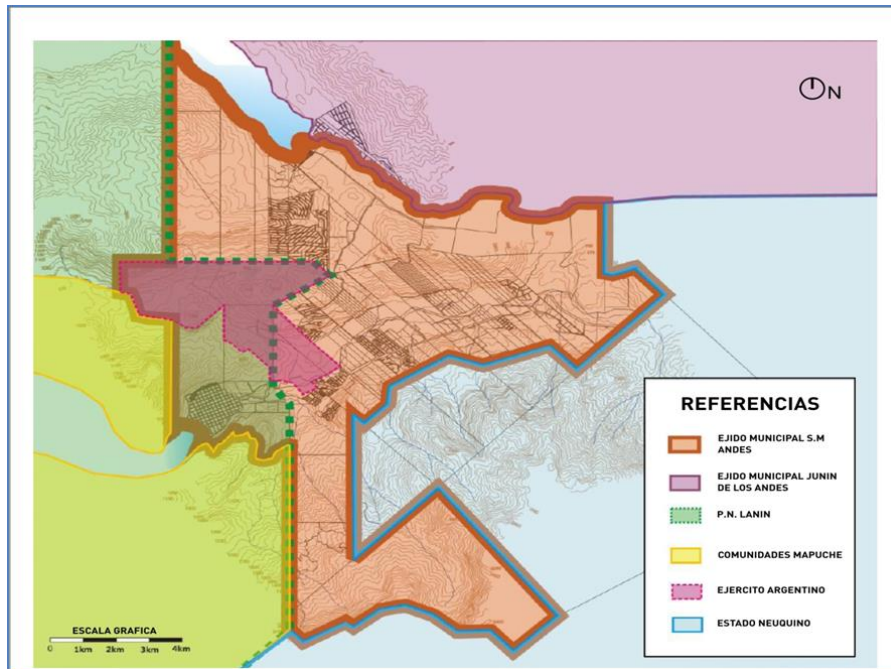 N
REFERENCIAS
EJIDO MUNICIPAL S.M
ANDES
EJIDO MUNICIPAL JUNIN
DE LOS ANDES
P.N. LANIN
COMUNIDADES MAPUCHE
EJERCITO ARGENTINO
ESTADO NEUQUINO
ESCALA GRAFICA
0 1km 2km 3km 4km